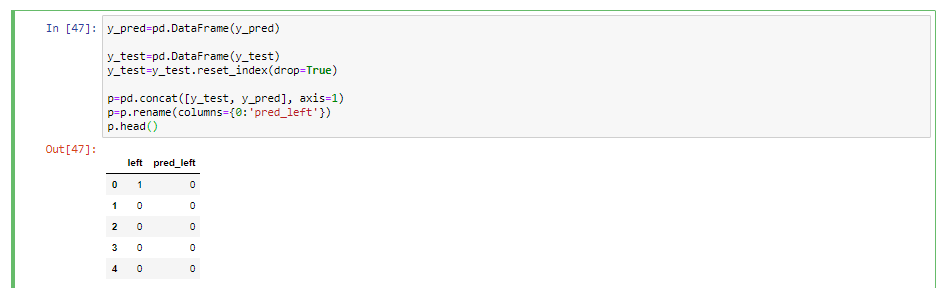 In [47]: y_pred=pd.DataFrame(y_pred)
y_test=pd.DataFrame(y_test)
y_test=y_test.reset_index(drop=True)
p=pd.concat([y_test, y_pred], axis=1)
p=p.rename(columns={0:'pred_left'})
p.head()
Out[47]:
left pred_left
0 1 0
1 0 0
2 0 0
3 0 0
4 0 0